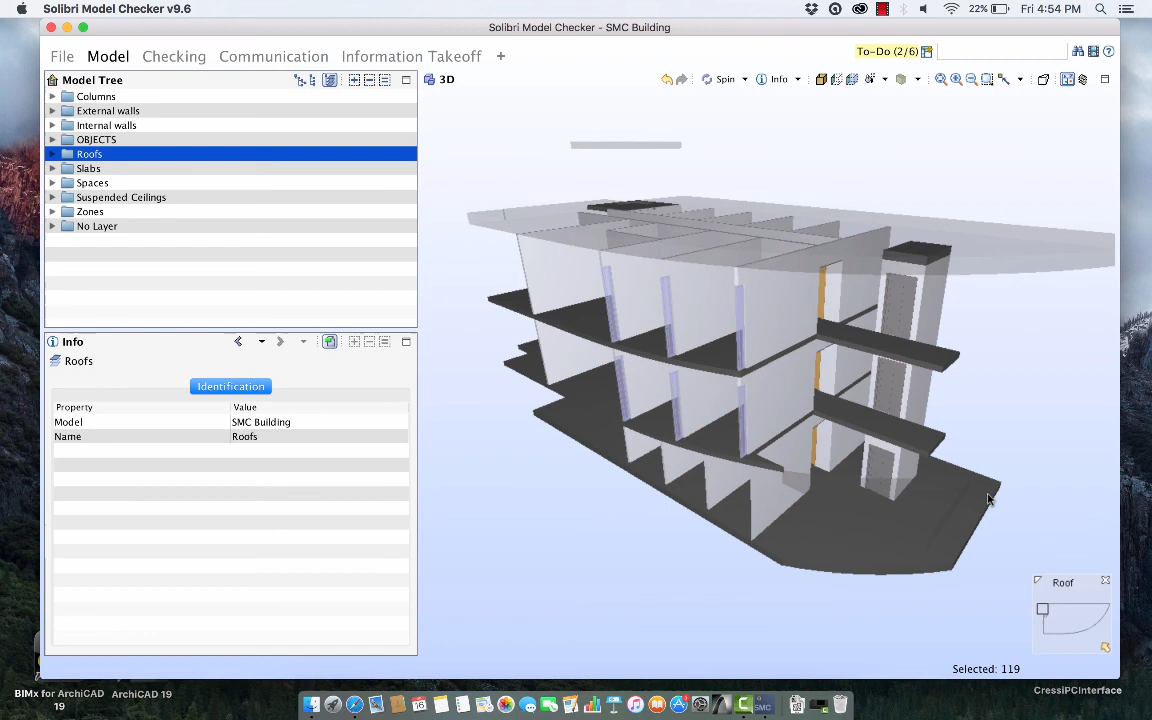 Solibri Model Checker v9.6
22%
Fri 4:54 PM
Solibri Model Checker - SMC Building
File Model Checking Communication Information Takeoff +
To-Do (2/6)
Model Tree
3D
Spin
Info
Columns
External walls
Internal walls
OBJECTS
Roofs
Slabs
Spaces
Suspended Ceilings
Zones
No Layer
Info
Roofs
Identification
Property Value
Model SMC Building
Name Roofs
Roof
Selected: 119
BIMx for ArchiCAD
19
ArchiCAD 19
CressiPCInterface
16
SMC